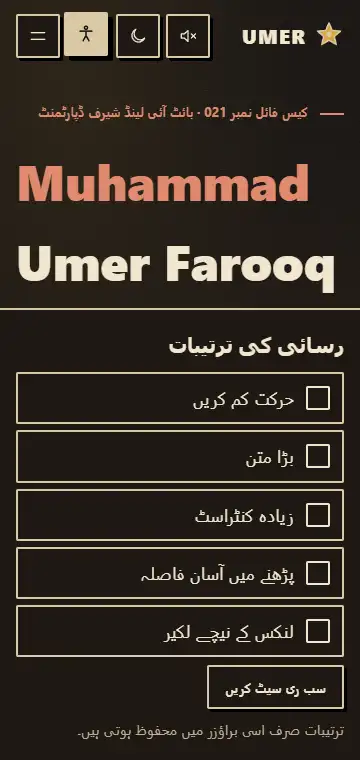 UMER
کیس فائل نمبر 021 · بائٹ آئی لینڈ شیرف ڈپارٹمنٹ
Muhammad
Umer Farooq
رسائی کی ترتیبات
حرکت کم کریں
بڑا متن
زیادہ کنٹراسٹ
پڑھنے میں آسان فاصلہ
لنکس کے نیچے لکیر
سب ری سیٹ کریں
ترتیبات صرف اسی براؤزر میں محفوظ ہوتی ہیں۔